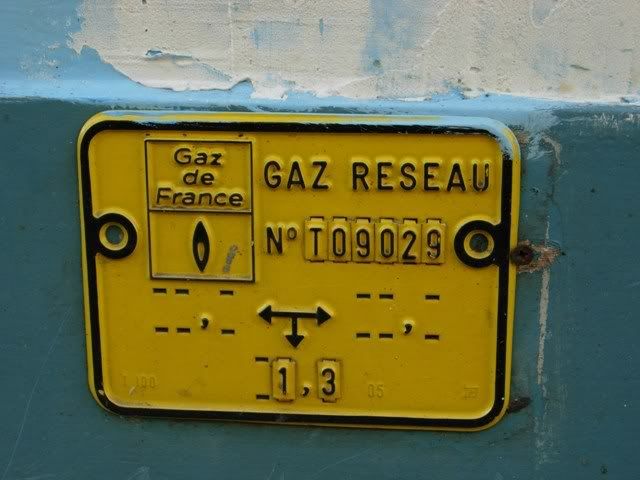 Gaz
de
France
GAZ RESEAU
N° T09029
1,3